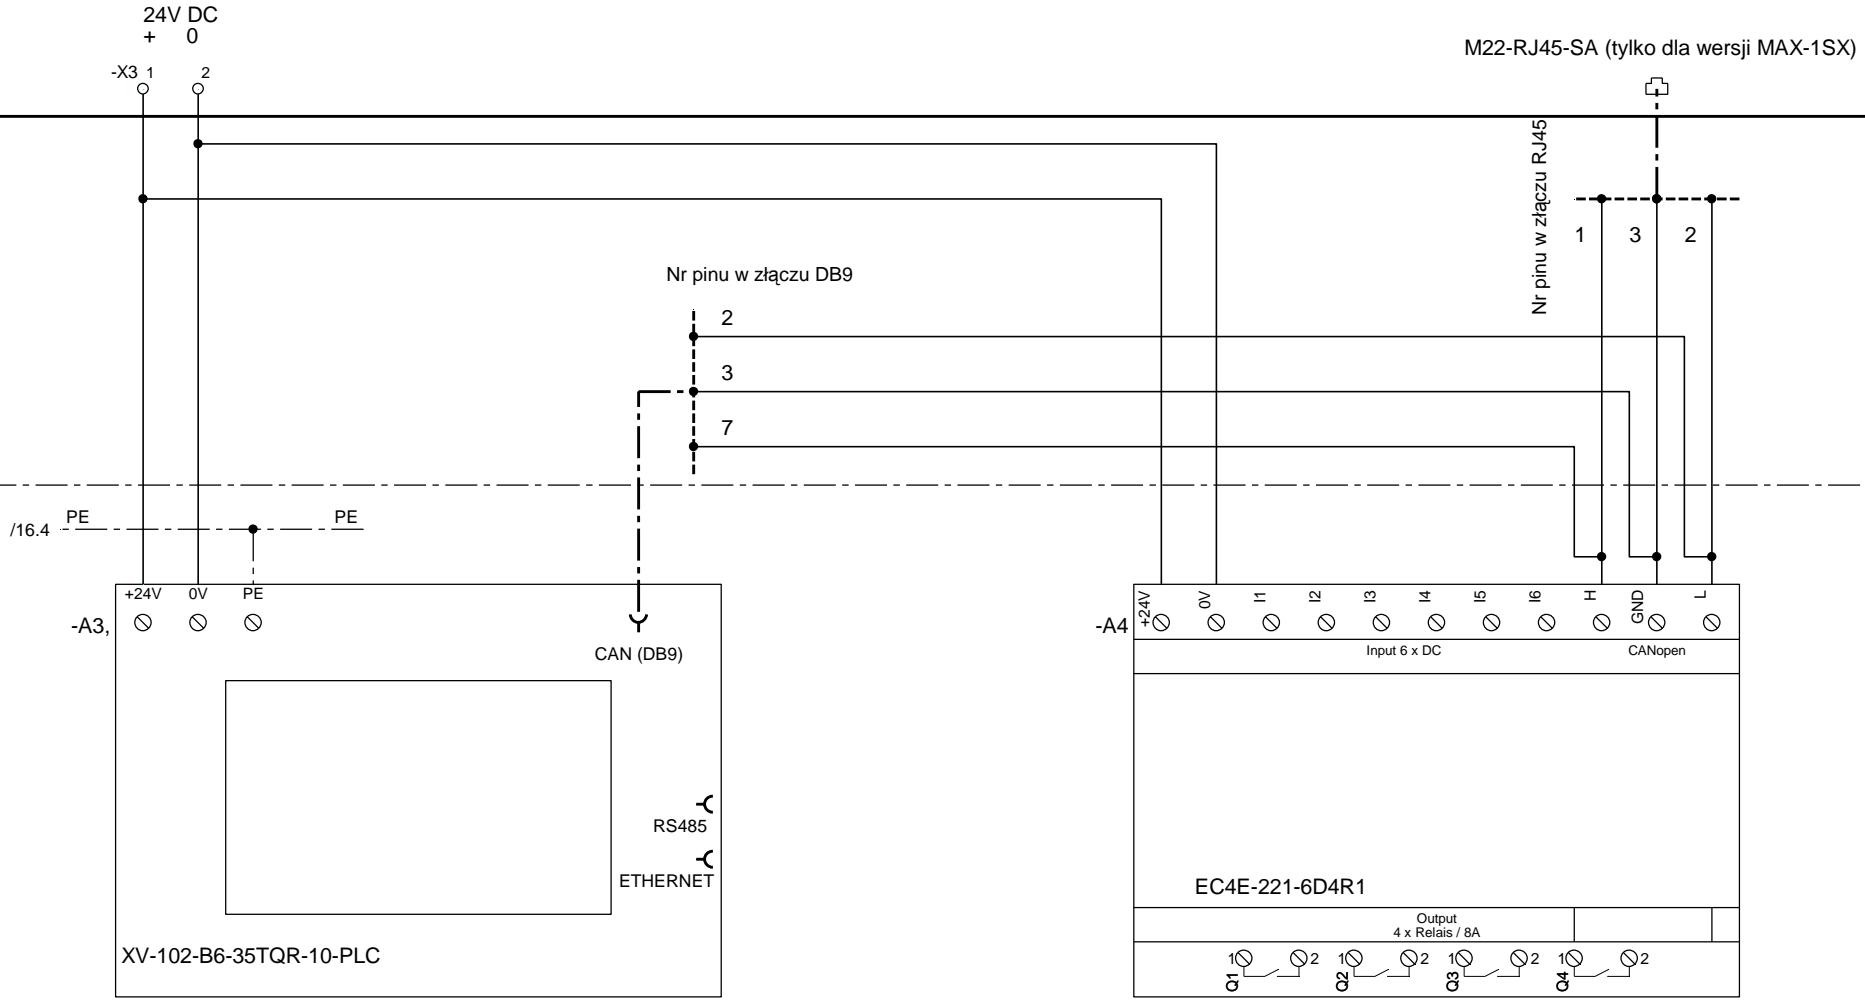 24V DC
+ 0
M22-RJ45-SA (tylko dla wersji MAX-1SX)
-X3 1 2
Nr pinu w złączu RJ45
1 3 2
Nr pinu w złączu DB9
2
3
7
/16.4 PE PE
-A3,
+24V 0V PE
CAN (DB9)
RS485
ETHERNET
XV-102-B6-35TQR-10-PLC
-A4
+24V 0V I1 I2 I3 I4 I5 I6 H GND L
Input 6 x DC CANopen
EC4E-221-6D4R1
Output
4 x Relais / 8A
1 2 1 2 1 2 1 2
Q1 Q2 Q3 Q4